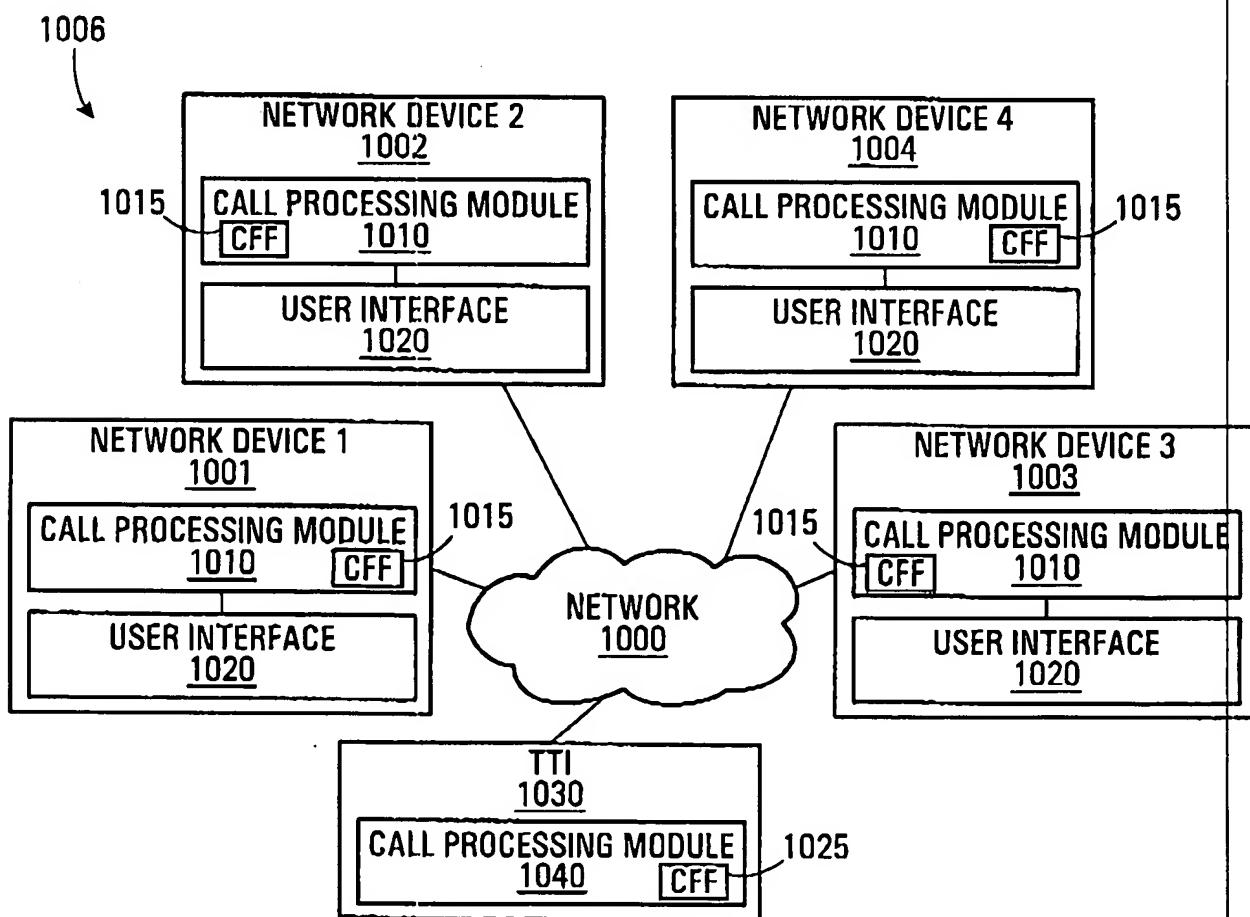 1006
NETWORK DEVICE 2
1002
CALL PROCESSING MODULE
1010
CFF
1015
USER INTERFACE
1020
NETWORK DEVICE 4
1004
CALL PROCESSING MODULE
1010
CFF
1015
USER INTERFACE
1020
NETWORK DEVICE 1
1001
CALL PROCESSING MODULE
1010
CFF
1015
USER INTERFACE
1020
NETWORK
1000
NETWORK DEVICE 3
1003
1015
CALL PROCESSING MODULE
CFF
1010
USER INTERFACE
1020
TTI
1030
CALL PROCESSING MODULE
1040
CFF
1025